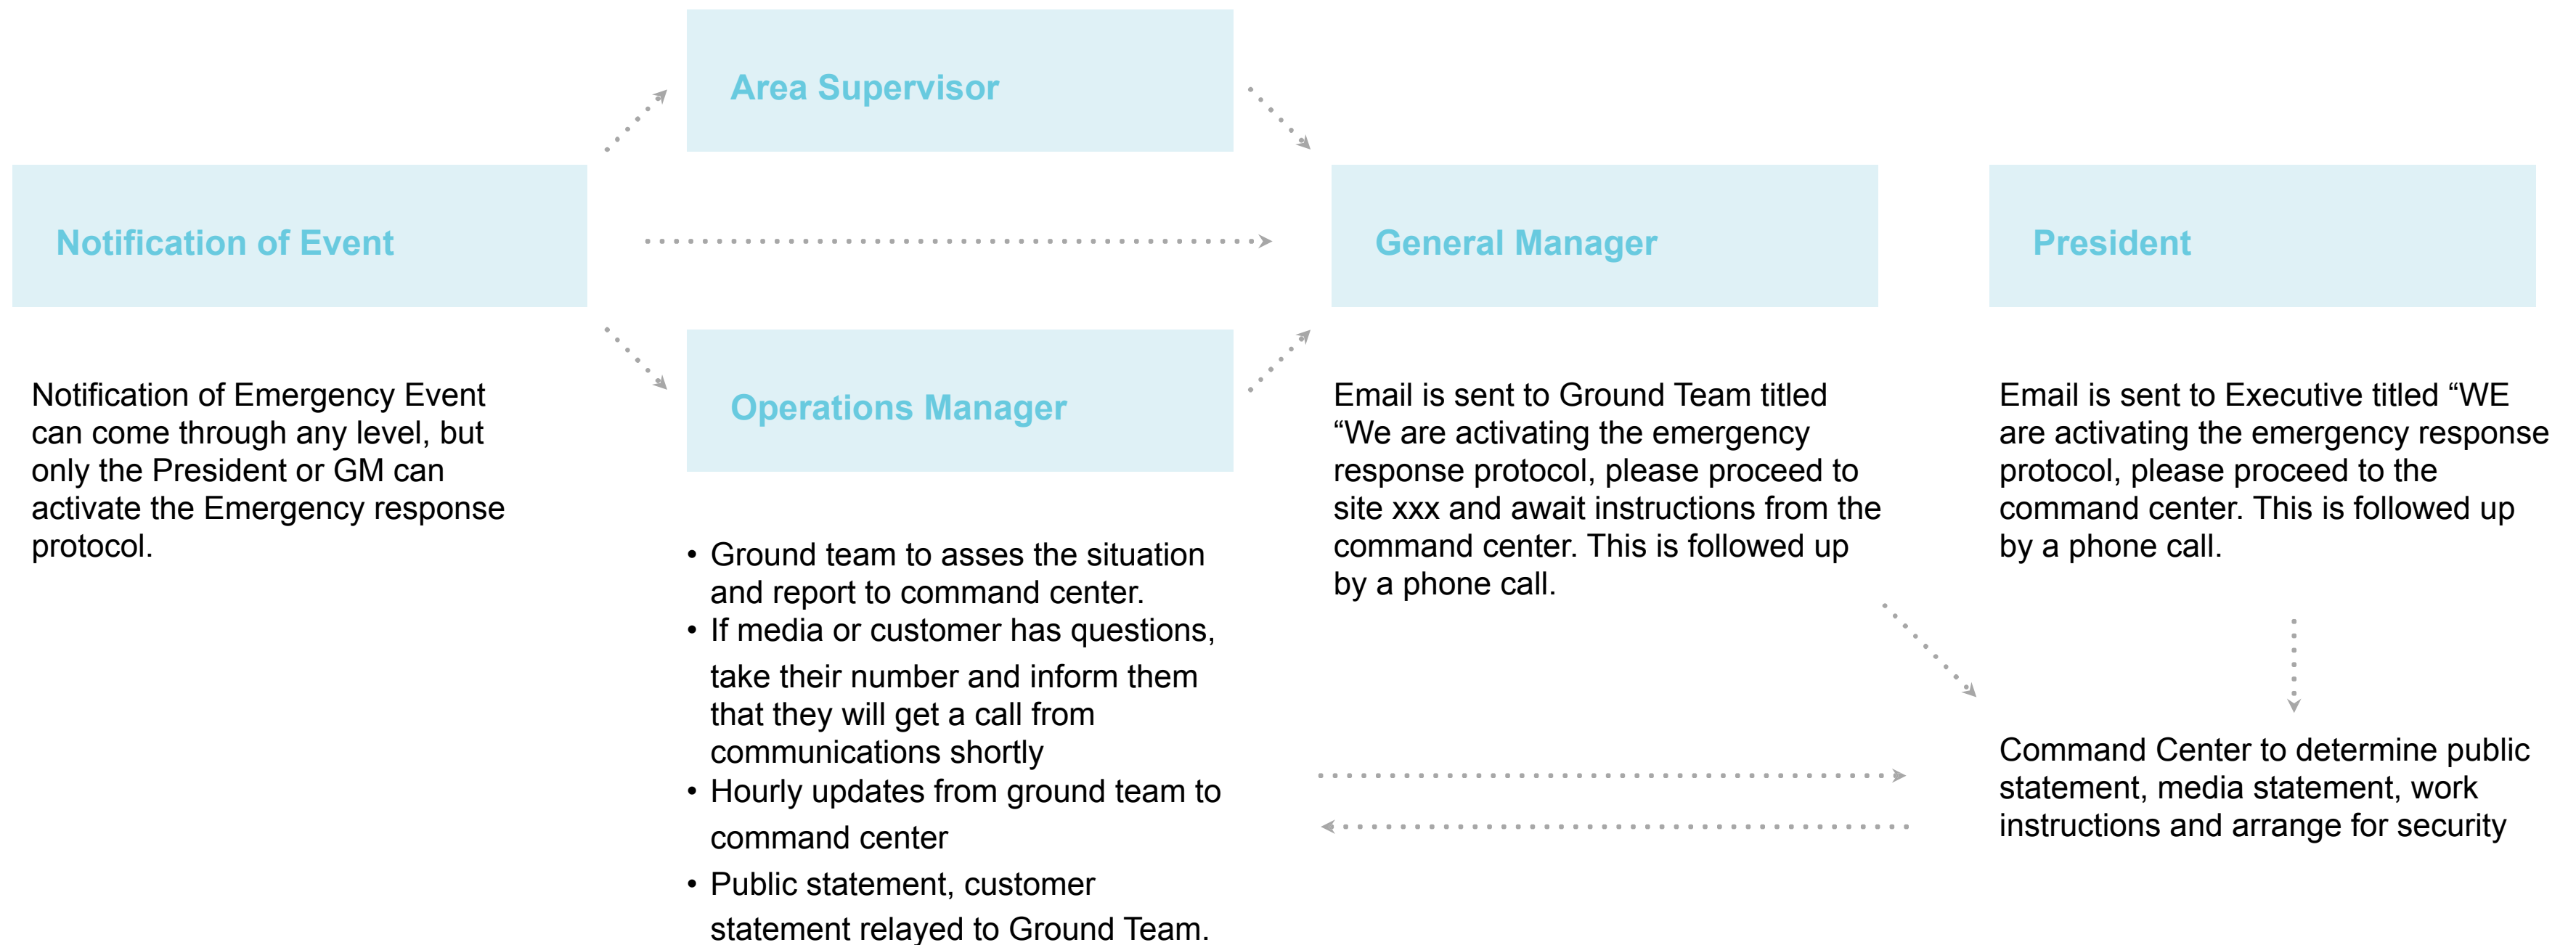 Area Supervisor
Notification of Event
General Manager
President
Operations Manager
Notification of Emergency Event
can come through any level, but
only the President or GM can
activate the Emergency response
protocol.
• Ground team to asses the situation
and report to command center.
• If media or customer has questions,
take their number and inform them
that they will get a call from
communications shortly
• Hourly updates from ground team to
command center
• Public statement, customer
statement relayed to Ground Team.
Email is sent to Ground Team titled
“We are activating the emergency
response protocol, please proceed to
site xxx and await instructions from the
command center. This is followed up
by a phone call.
Email is sent to Executive titled “WE
are activating the emergency response
protocol, please proceed to the
command center. This is followed up
by a phone call.
Command Center to determine public
statement, media statement, work
instructions and arrange for security